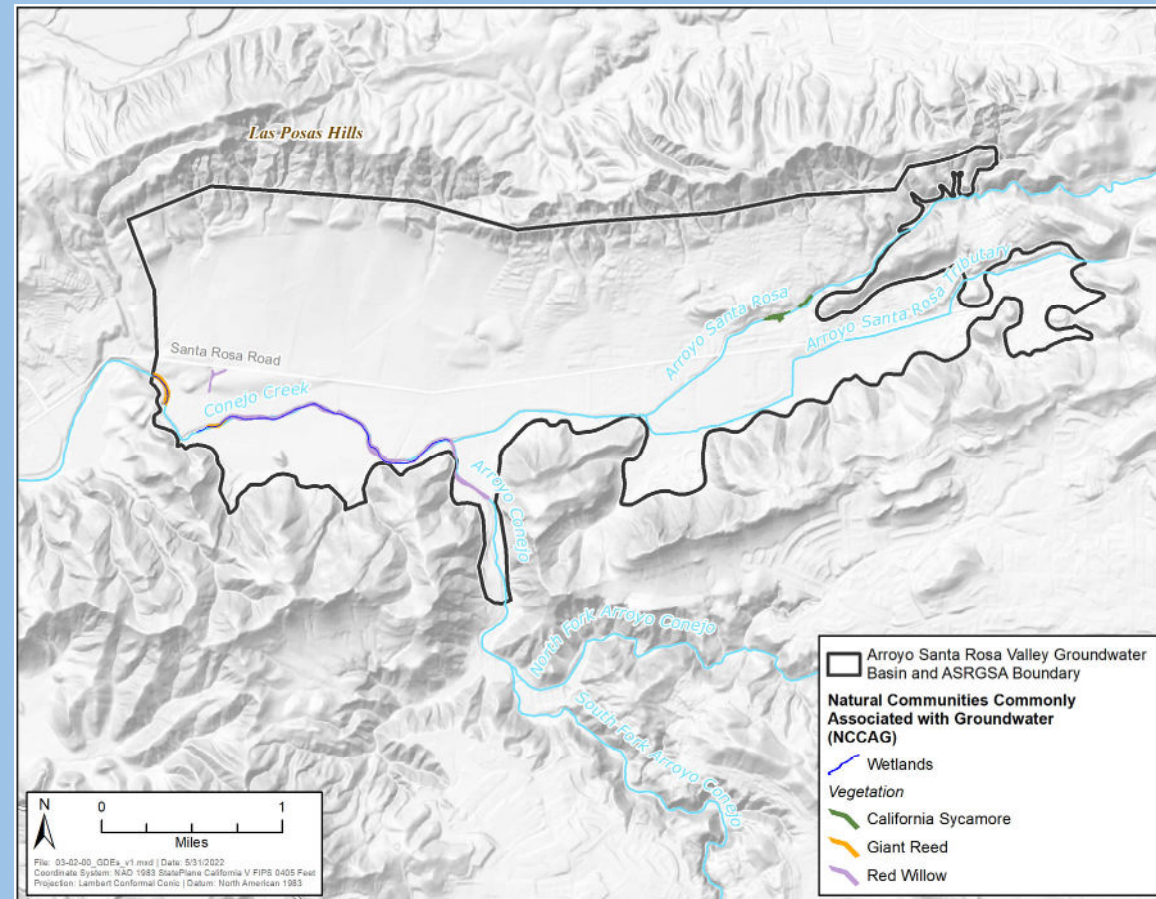 Las Posas Hills
Arroyo Santa Rosa
Arroyo Santa Rosa Tributary
Santa Rosa Road
Conejo Creek
Arroyo Conejo
North Fork Arroyo Conejo
South Fork Arroyo Conejo
N
0 1
Miles
File: 03-02-00_GDEs_v1.mxd | Date: 5/31/2022
Coordinate System: NAD 1983 StatePlane California V FIPS 0405 Feet
Projection: Lambert Conformal Conic | Datum: North American 1983
Arroyo Santa Rosa Valley Groundwater
Basin and ASRGSA Boundary
Natural Communities Commonly
Associated with Groundwater
(NCCAG)
Wetlands
Vegetation
California Sycamore
Giant Reed
Red Willow